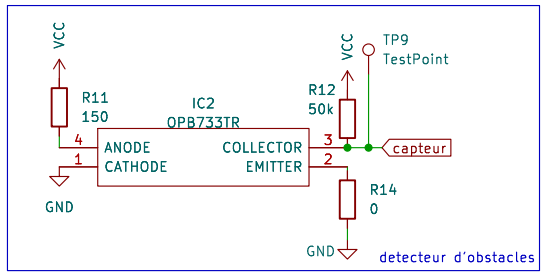 VCC
VCC
TP9
TestPoint
R11
150
IC2
OPB733TR
R12
50k
4
ANODE
COLLECTOR
3
capteur
1
CATHODE
EMITTER
2
GND
R14
0
GND
detecteur d'obstacles